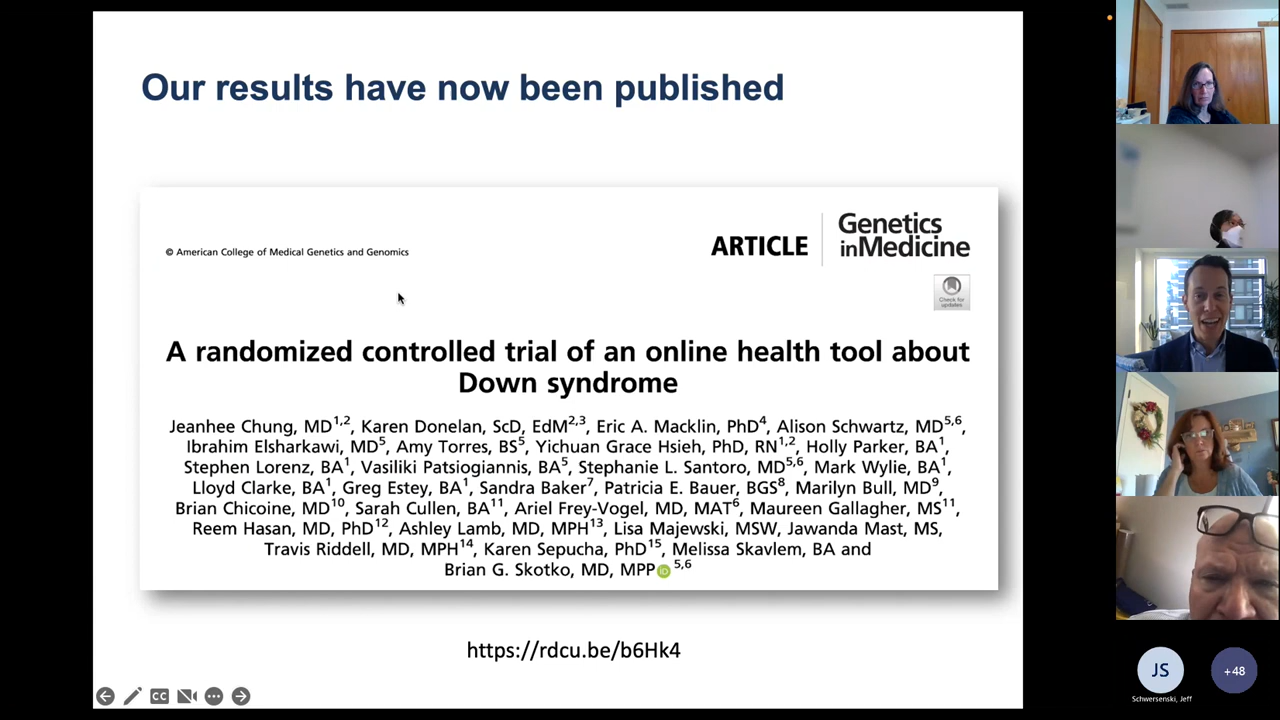 Our results have now been published
© American College of Medical Genetics and Genomics
ARTICLE
Genetics
inMedicine
Check for
updates
A randomized controlled trial of an online health tool about
Down syndrome
Jeanhee Chung, MD1,2, Karen Donelan, ScD, EdM2,3, Eric A. Macklin, PhD4, Alison Schwartz, MD5,6,
Ibrahim Elsharkawi, MD5, Amy Torres, BS5, Yichuan Grace Hsieh, PhD, RN1,2, Holly Parker, BA1,
Stephen Lorenz, BA1, Vasiliki Patsiogiannis, BA5, Stephanie L. Santoro, MD5,6, Mark Wylie, BA1,
Lloyd Clarke, BA1, Greg Estey, BA1, Sandra Baker7, Patricia E. Bauer, BGS8, Marilyn Bull, MD9,
Brian Chicoine, MD10, Sarah Cullen, BA11, Ariel Frey-Vogel, MD, MAT6, Maureen Gallagher, MS11,
Reem Hasan, MD, PhD12, Ashley Lamb, MD, MPH13, Lisa Majewski, MSW, Jawanda Mast, MS,
Travis Riddell, MD, MPH14, Karen Sepucha, PhD15, Melissa Skavlem, BA and
Brian G. Skotko, MD, MPP iD 5,6
https://rdcu.be/b6Hk4
CC
JS
+48
Schwersenski, Jeff